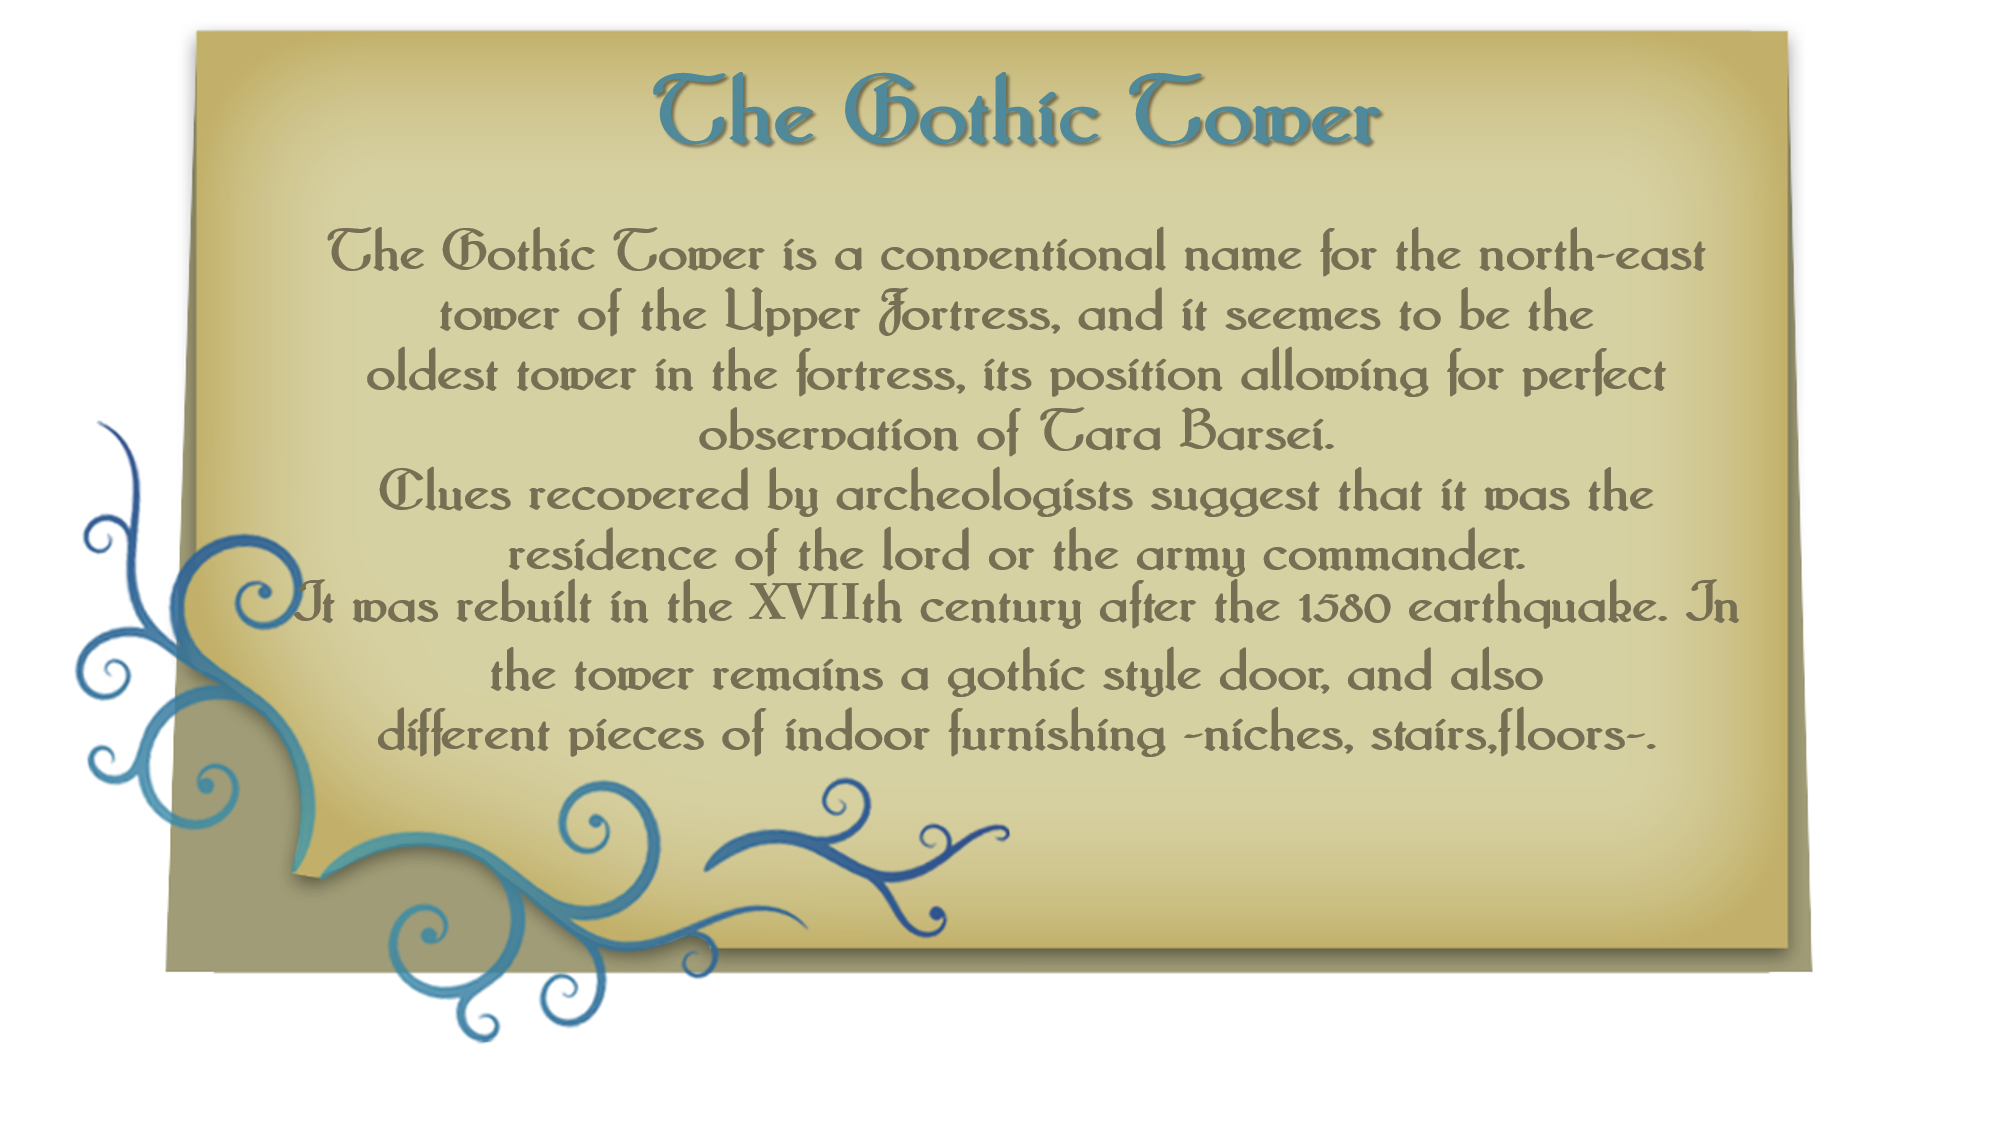 The Gothic Tower
The Gothic Tower is a conventional name for the north-east
tower of the Upper Fortress, and it seemes to be the
oldest tower in the fortress, its position allowing for perfect
observation of Tara Barsei.
Clues recovered by archeologists suggest that it was the
residence of the lord or the army commander.
It was rebuilt in the XVIIth century after the 1580 earthquake. In
the tower remains a gothic style door, and also
different pieces of indoor furnishing -niches, stairs,floors-.